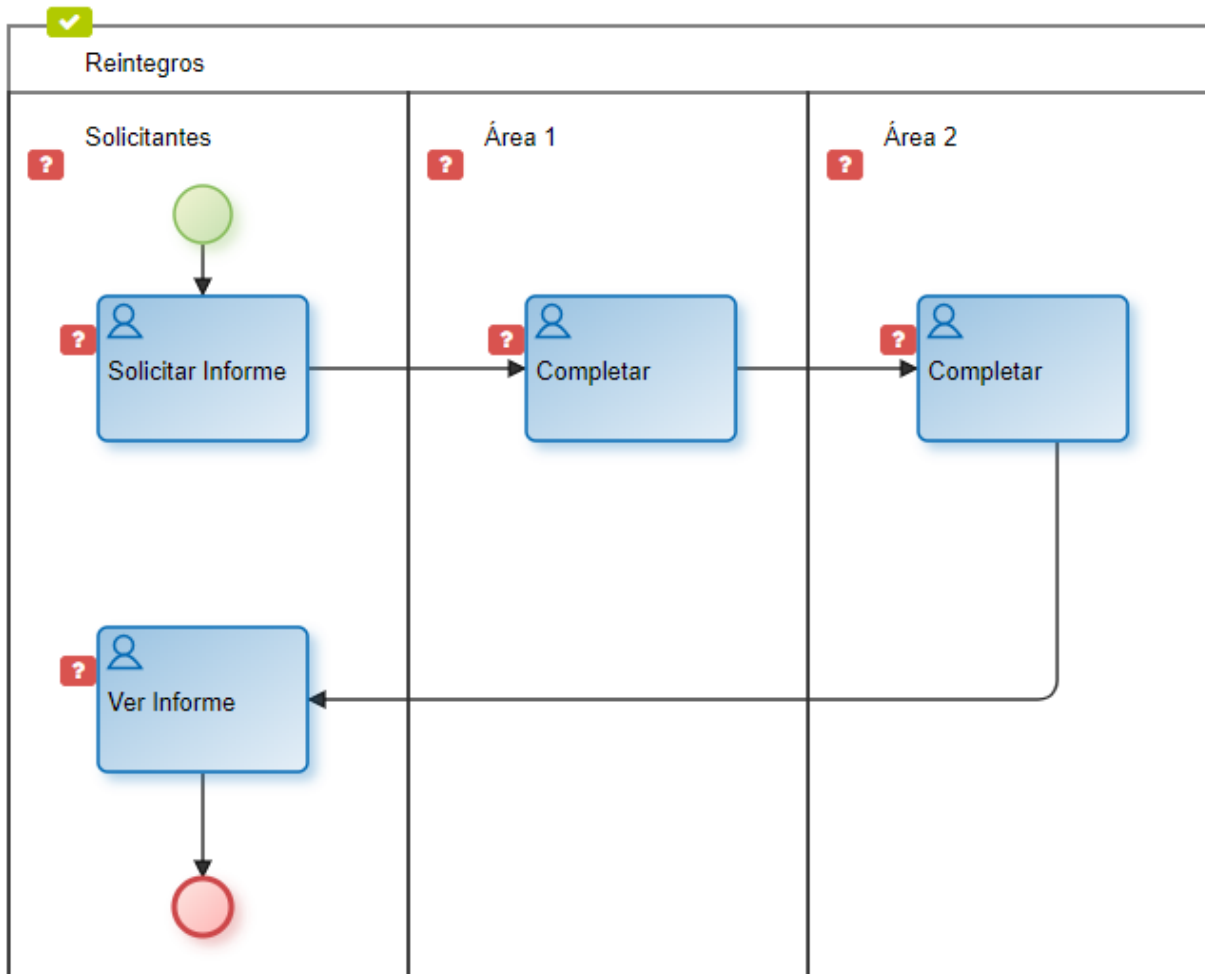 Reintegros
Solicitantes
Área 1
Área 2
?
?
?
?
Solicitar Informe
?
Completar
?
Completar
?
Ver Informe